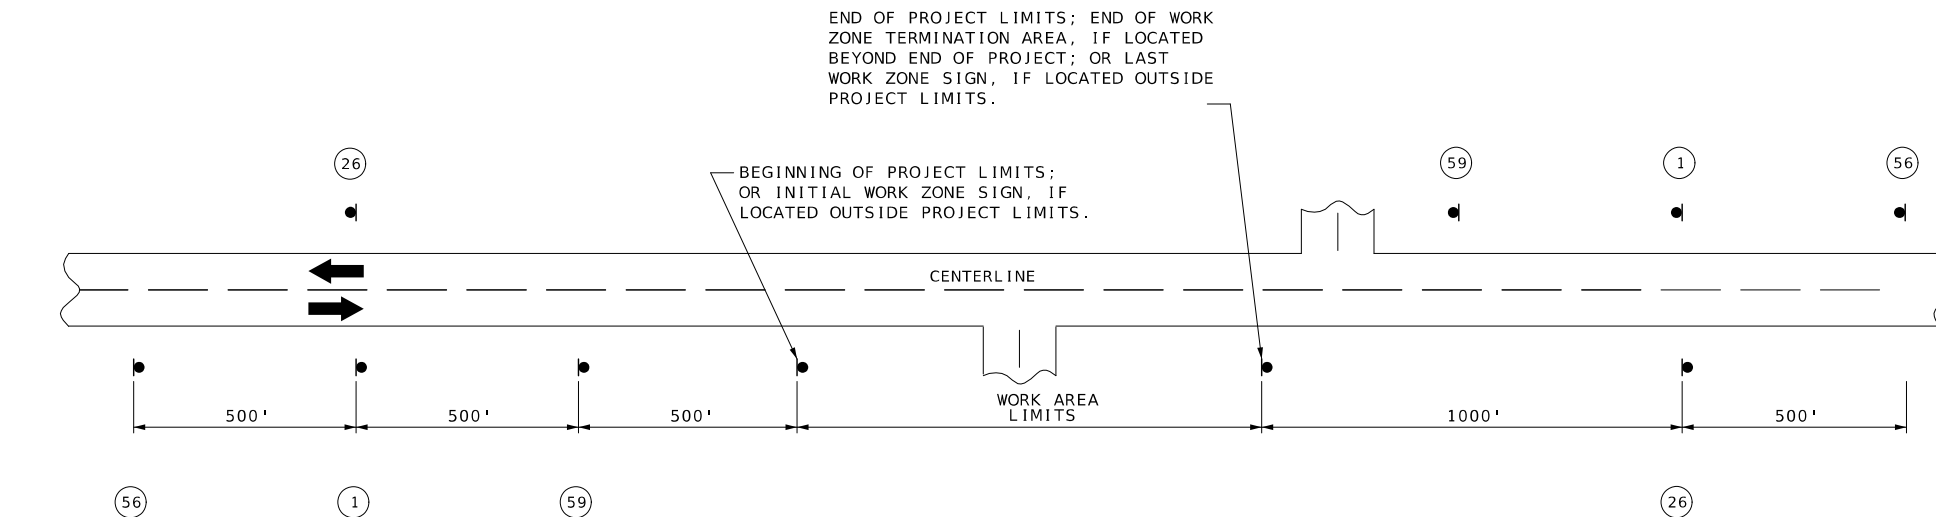 END OF PROJECT LIMITS; END OF WORK
ZONE TERMINATION AREA, IF LOCATED
BEYOND END OF PROJECT; OR LAST
WORK ZONE SIGN, IF LOCATED OUTSIDE
PROJECT LIMITS.
26
59
1
56
BEGINNING OF PROJECT LIMITS;
OR INITIAL WORK ZONE SIGN, IF
LOCATED OUTSIDE PROJECT LIMITS.
CENTERLINE
WORK AREA
LIMITS
500'
500'
500'
1000'
500'
56
1
59
26